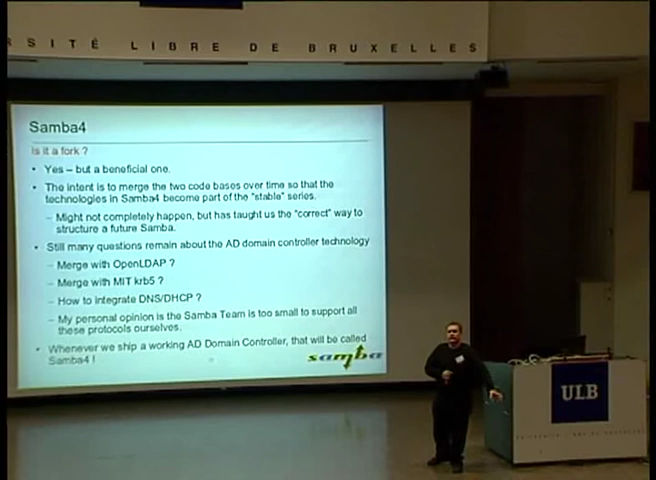 SITÉ LIBRE DE BRUXELLES
Samba4
Is it a fork ?
• Yes – but a beneficial one.
• The intent is to merge the two code bases over time so that the
technologies in Samba4 become part of the "stable" series.
– Might not completely happen, but has taught us the "correct" way to
structure a future Samba.
• Still many questions remain about the AD domain controller technology
– Merge with OpenLDAP ?
– Merge with MIT krb5 ?
– How to integrate DNS/DHCP ?
– My personal opinion is the Samba Team is too small to support all
these protocols ourselves.
• Whenever we ship a working AD Domain Controller, that will be called
Samba4 !
samba
ULB